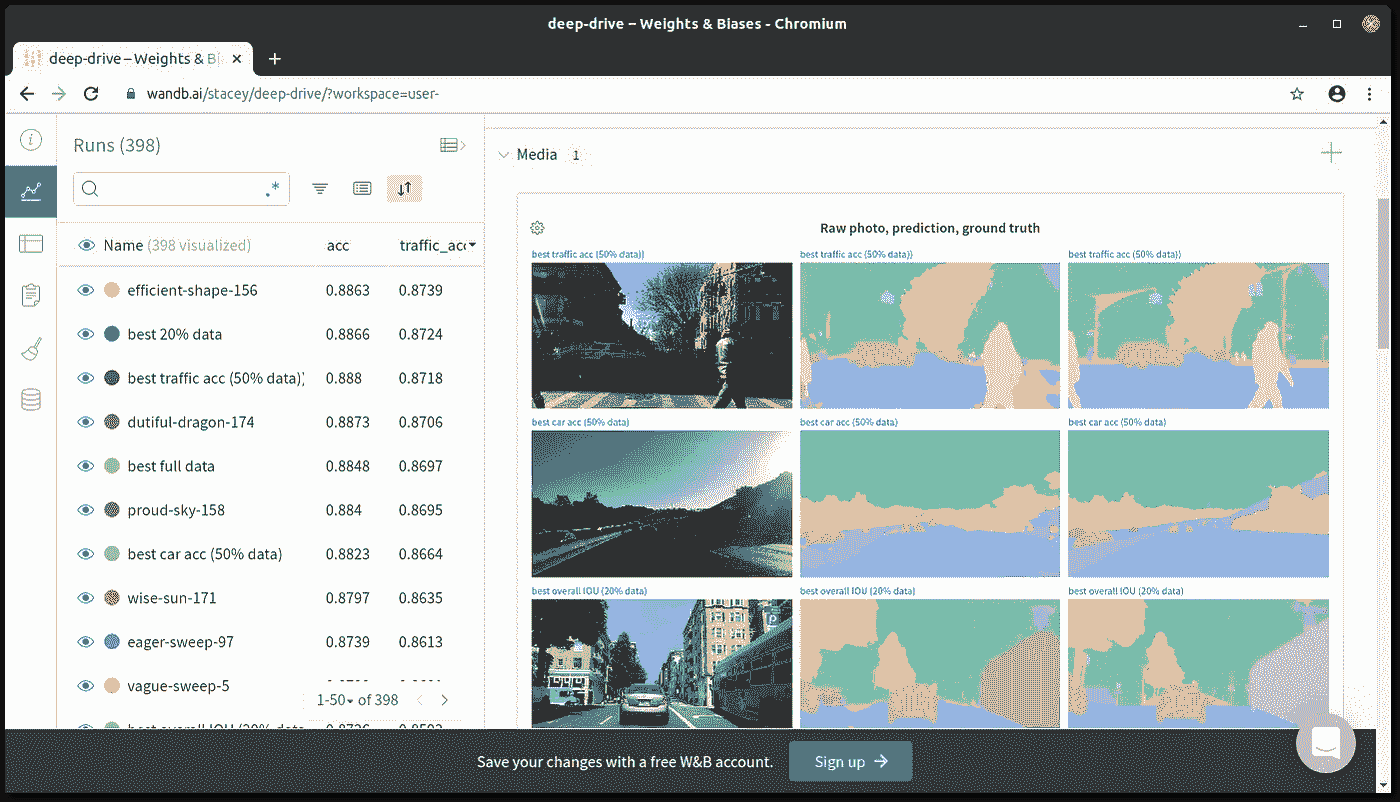 deep-drive – Weights & Biases - Chromium
deep-drive – Weights & Bi
wandb.ai/stacey/deep-drive/?workspace=user-
Runs (398)
.*
Name (398 visualized) acc traffic_acc
efficient-shape-156 0.8863 0.8739
best 20% data 0.8866 0.8724
best traffic acc (50% data)) 0.888 0.8718
dutiful-dragon-174 0.8873 0.8706
best full data 0.8848 0.8697
proud-sky-158 0.884 0.8695
best car acc (50% data) 0.8823 0.8664
wise-sun-171 0.8797 0.8635
eager-sweep-97 0.8739 0.8613
vague-sweep-5
1-50 of 398
best overall IOU (20% data
Media 1
Raw photo, prediction, ground truth
best traffic acc (50% data)) best traffic acc (50% data)) best traffic acc (50% data))
best car acc (50% data) best car acc (50% data) best car acc (50% data)
best overall IOU (20% data) best overall IOU (20% data) best overall IOU (20% data)
Save your changes with a free W&B account. Sign up